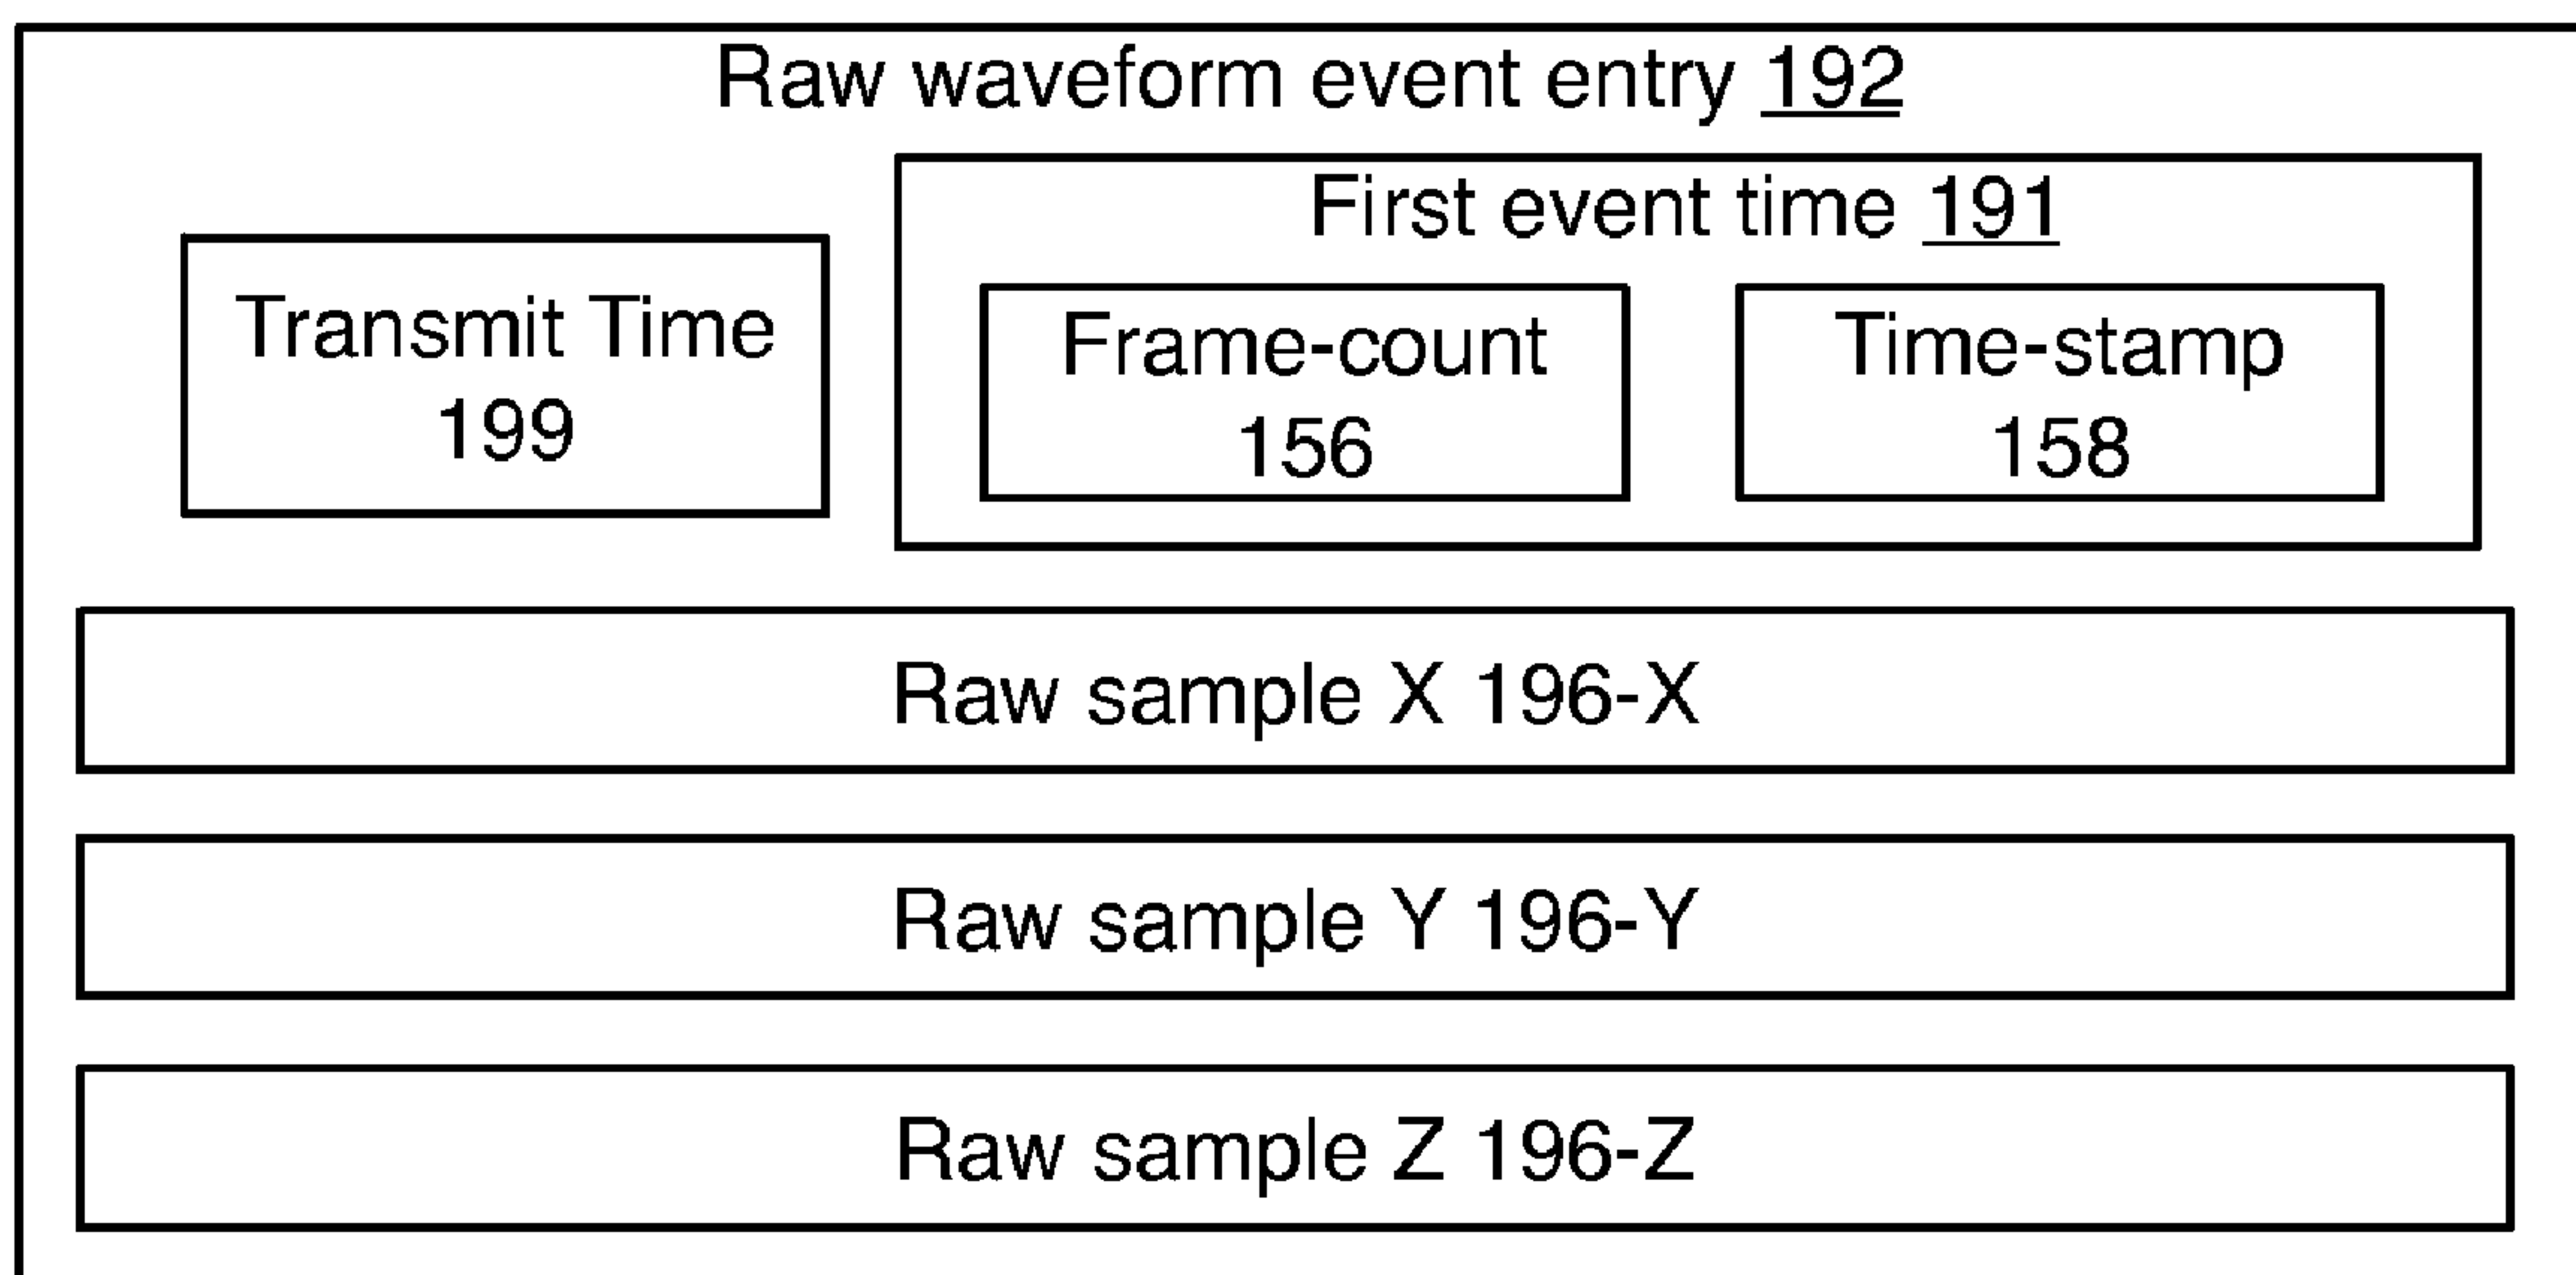 Raw waveform event entry 192
First event time 191
Transmit Time
199
Frame-count
156
Time-stamp
158
Raw sample X 196-X
Raw sample Y 196-Y
Raw sample Z 196-Z